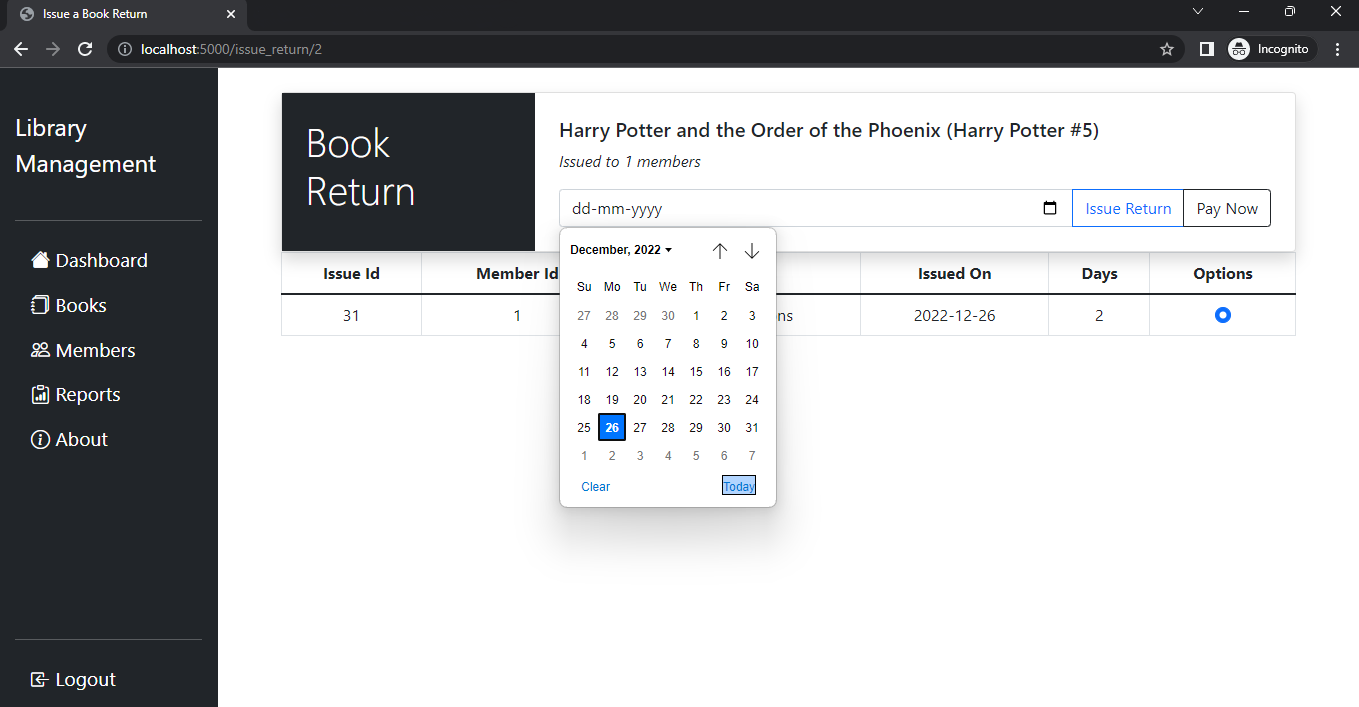 Issue a Book Return
localhost:5000/issue_return/2
Incognito
Library
Management
Dashboard
Books
Members
Reports
About
Logout
Book
Return
Harry Potter and the Order of the Phoenix (Harry Potter #5)
Issued to 1 members
dd-mm-yyyy
Issue Return
Pay Now
Issue Id Member Id Issued On Days Options
31 1 ns 2022-12-26 2
December, 2022
Su Mo Tu We Th Fr Sa
27 28 29 30 1 2 3
4 5 6 7 8 9 10
11 12 13 14 15 16 17
18 19 20 21 22 23 24
25 26 27 28 29 30 31
1 2 3 4 5 6 7
Clear Today